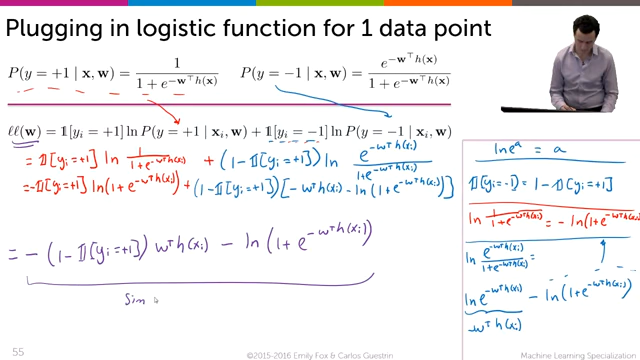 Plugging in logistic function for 1 data point
P(y = +1 | x, w) = 1 / (1 + e^{-w^⊤ h(x)})    P(y = −1 | x, w) = e^{-w^⊤ h(x)} / (1 + e^{-w^⊤ h(x)})
ℓℓ(w) = 𝟙[y_i = +1] ln P(y = +1 | x_i, w) + 𝟙[y_i = −1] ln P(y = −1 | x_i, w)
= 𝟙[y_i = +1] ln 1 / (1 + e^{-w^⊤ h(x_i)}) + (1 − 𝟙[y_i = +1]) ln e^{-w^⊤ h(x_i)} / (1 + e^{-w^⊤ h(x_i)})
= −𝟙[y_i = +1] ln(1 + e^{-w^⊤ h(x_i)}) + (1 − 𝟙[y_i = +1]) [−w^⊤ h(x_i) − ln(1 + e^{-w^⊤ h(x_i)})]
= −(1 − 𝟙[y_i = +1]) w^⊤ h(x_i) − ln(1 + e^{-w^⊤ h(x_i)})
Sim
ln e^a = a
𝟙[y_i = −1] = 1 − 𝟙[y_i = +1]
ln 1 / (1 + e^{-w^⊤ h(x_i)}) = − ln(1 + e^{-w^⊤ h(x_i)})
ln e^{-w^⊤ h(x_i)} / (1 + e^{-w^⊤ h(x_i)}) =
ln e^{-w^⊤ h(x_i)} − ln(1 + e^{-w^⊤ h(x_i)})
-w^⊤ h(x_i)
55
©2015-2016 Emily Fox & Carlos Guestrin
Machine Learning Specialization